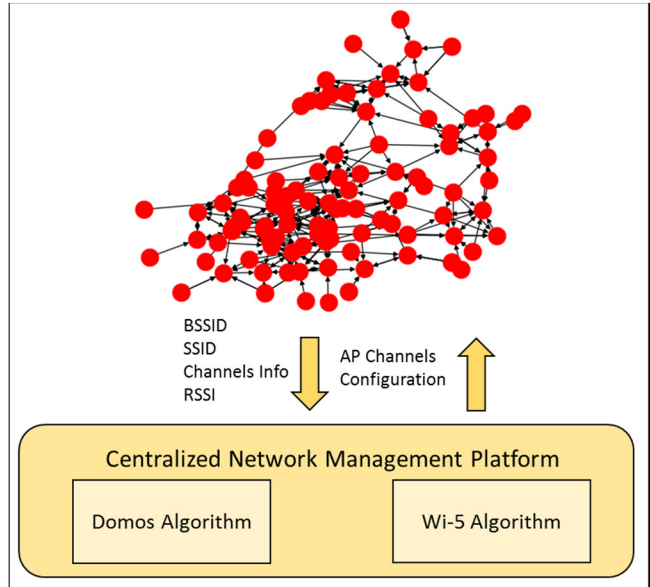 BSSID
SSID
Channels Info
RSSI
AP Channels
Configuration
Centralized Network Management Platform
Domos Algorithm
Wi-5 Algorithm